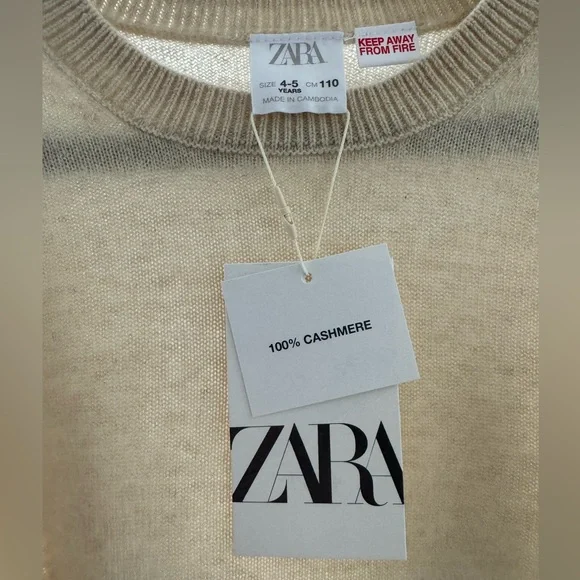 ZARA
SIZE 4-5 YEARS CM 110
MADE IN CAMBODIA
KEEP AWAY
FROM FIRE
100% CASHMERE
ZARA